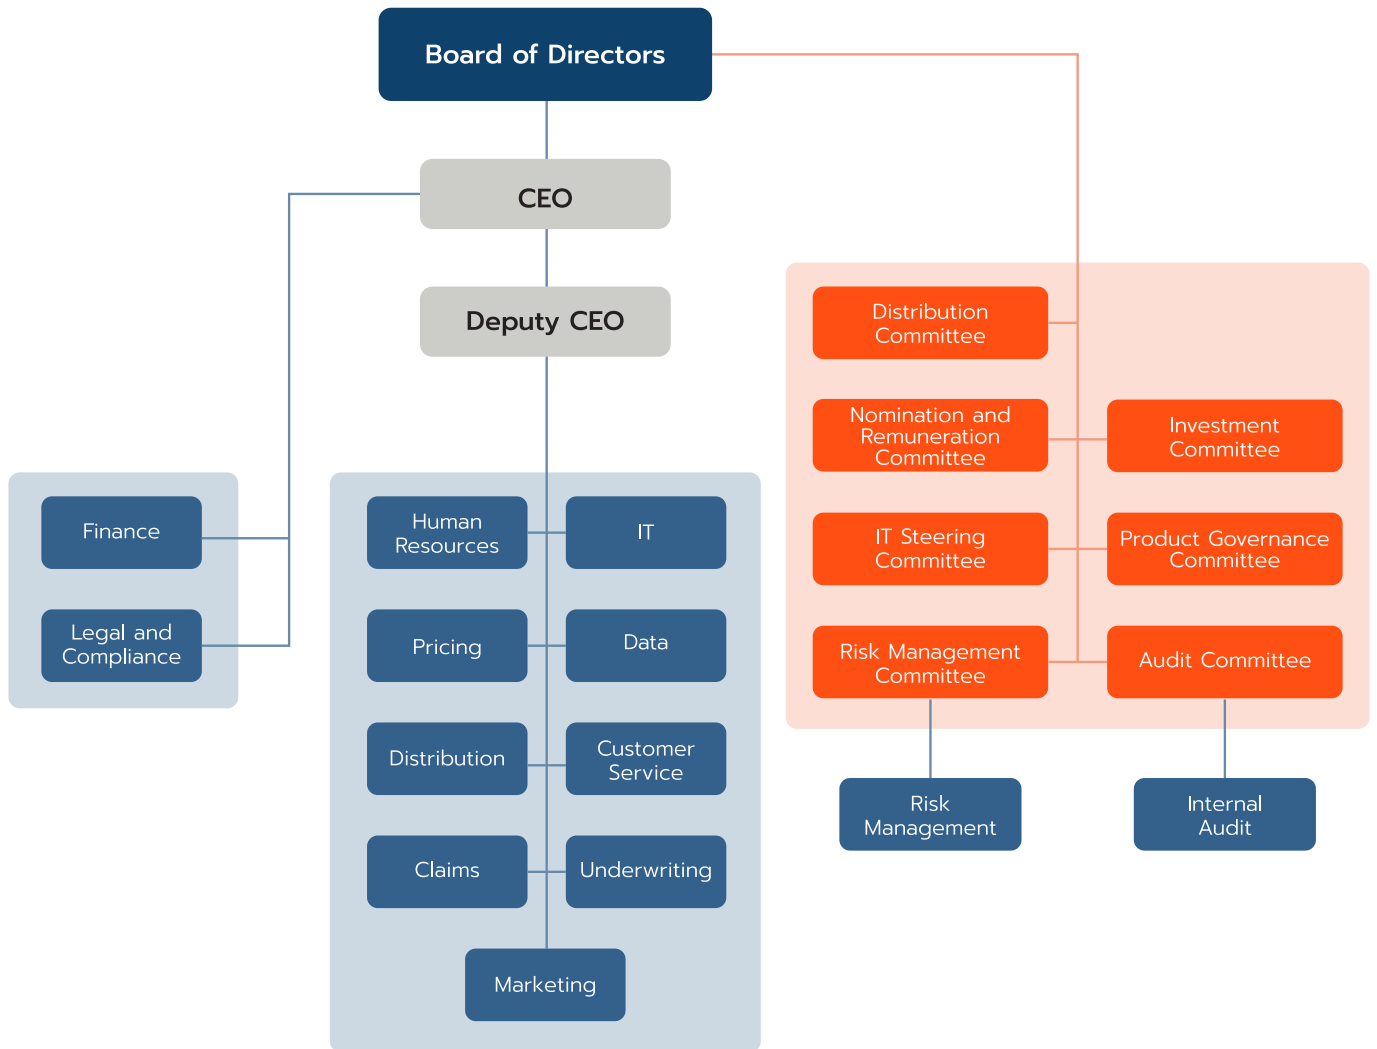 Board of Directors
CEO
Deputy CEO
Finance
Legal and
Compliance
Human
Resources
IT
Pricing
Data
Distribution
Customer
Service
Claims
Underwriting
Marketing
Distribution
Committee
Nomination and
Remuneration
Committee
Investment
Committee
IT Steering
Committee
Product Governance
Committee
Risk Management
Committee
Audit Committee
Risk
Management
Internal
Audit